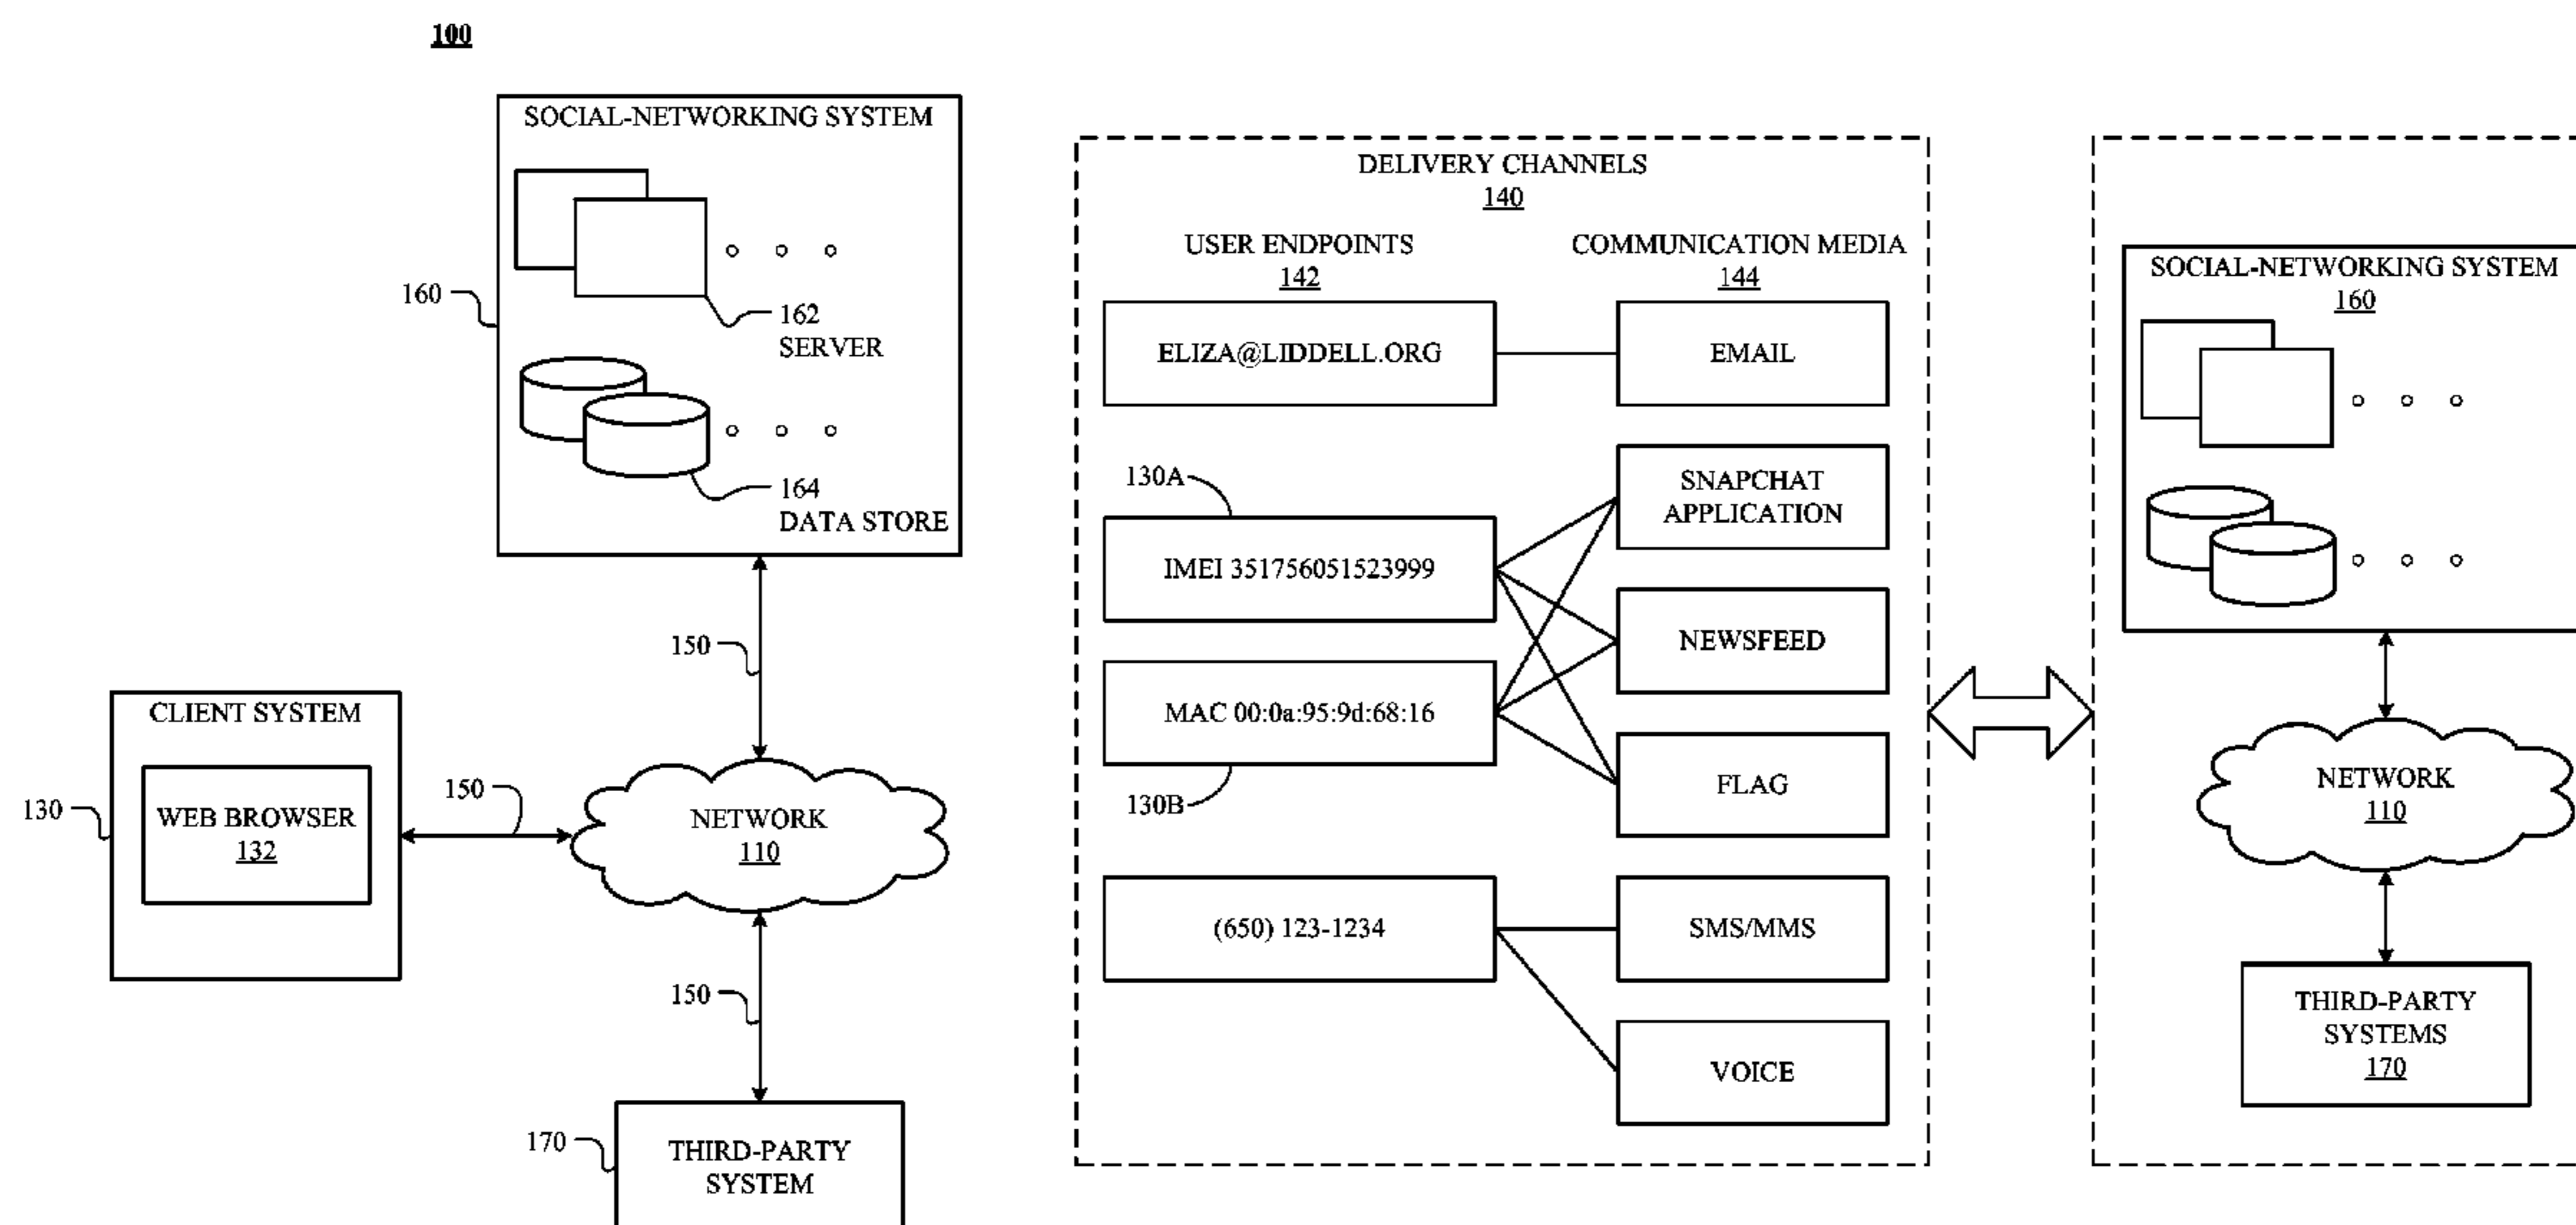 100
SOCIAL-NETWORKING SYSTEM
160
162
SERVER
164
DATA STORE
150
CLIENT SYSTEM
130
WEB BROWSER
132
150
NETWORK
110
150
170
THIRD-PARTY
SYSTEM
DELIVERY CHANNELS
140
USER ENDPOINTS
142
COMMUNICATION MEDIA
144
ELIZA@LIDDELL.ORG
EMAIL
130A
SNAPCHAT
APPLICATION
IMEI 351756051523999
NEWSFEED
MAC 00:0a:95:9d:68:16
130B
FLAG
(650) 123-1234
SMS/MMS
VOICE
SOCIAL-NETWORKING SYSTEM
160
NETWORK
110
THIRD-PARTY
SYSTEMS
170